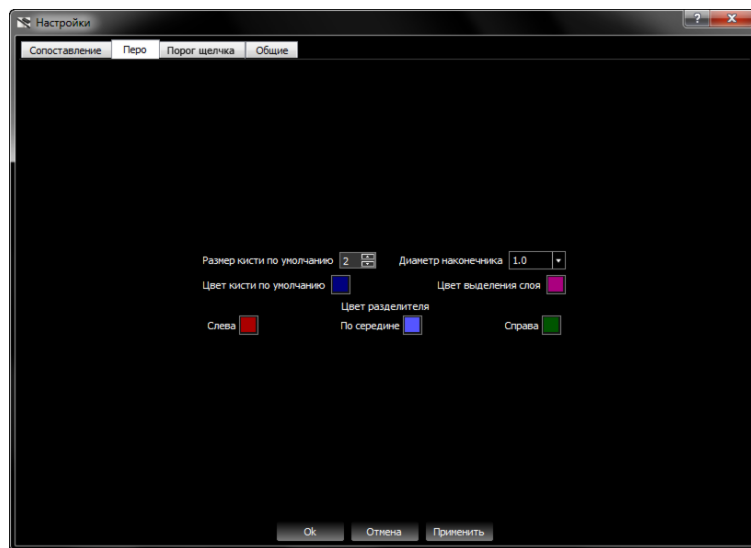 Настройки
Сопоставление Перо Порог щелчка Общие
Размер кисти по умолчанию 2 Диаметр наконечника 1.0
Цвет кисти по умолчанию Цвет выделения слоя
Цвет разделителя
Слева По середине Справа
Ok Отмена Применить